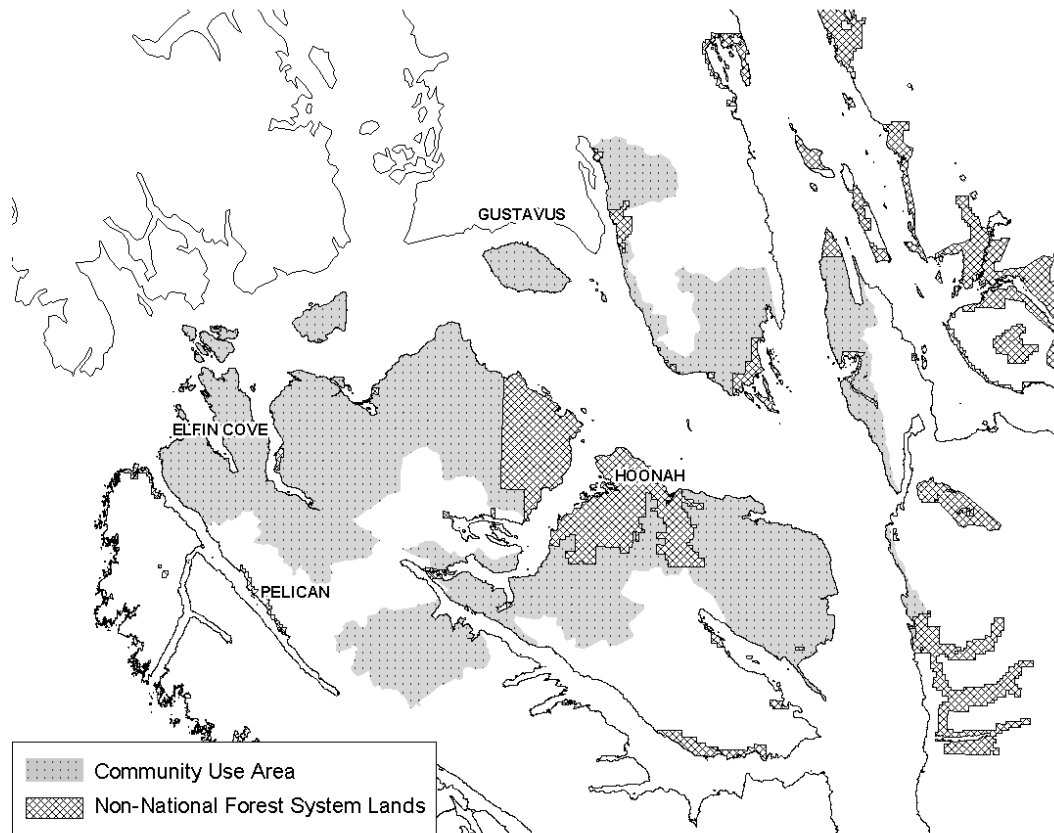 GUSTAVUS
ELFIN COVE
HOONAH
PELICAN
Community Use Area
Non-National Forest System Lands